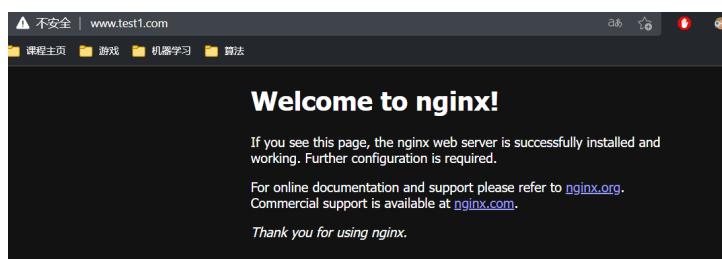 不安全 | www.test1.com aあ
课程主页 游戏 机器学习 算法
Welcome to nginx!
If you see this page, the nginx web server is successfully installed and
working. Further configuration is required.
For online documentation and support please refer to nginx.org.
Commercial support is available at nginx.com.
Thank you for using nginx.